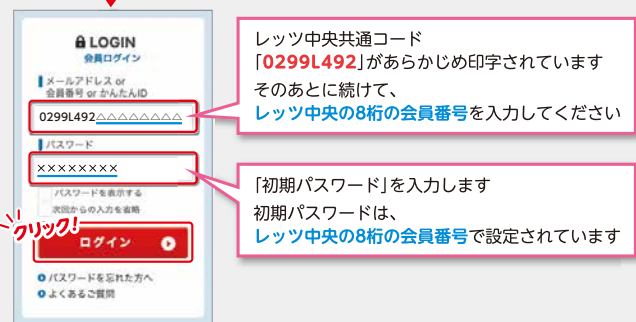 LOGIN
会員ログイン
メールアドレス or
会員番号 or かんたんID
0299L492△△△△△△△△
パスワード
××××××××
パスワードを表示する
次回からの入力を省略
クリック!
ログイン
パスワードを忘れた方へ
よくあるご質問
レッツ中央共通コード
「0299L492」があらかじめ印字されています
そのあとに続けて、
レッツ中央の8桁の会員番号を入力してください
「初期パスワード」を入力します
初期パスワードは、
レッツ中央の8桁の会員番号で設定されています